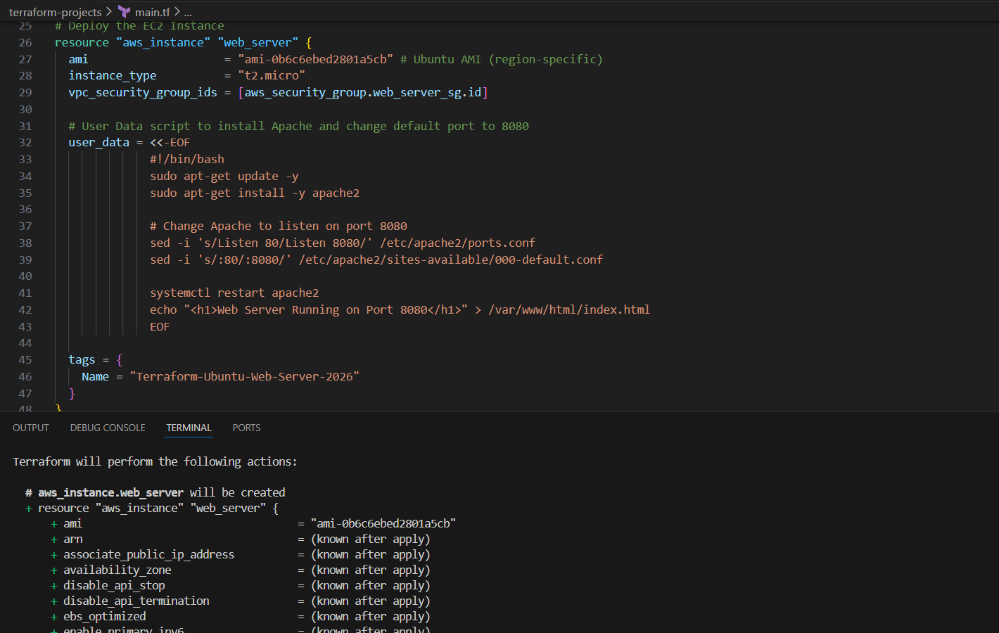 terraform-projects > main.tf > ...
25 # Deploy the EC2 Instance
26 resource "aws_instance" "web_server" {
27 ami = "ami-0b6c6ebed2801a5cb" # Ubuntu AMI (region-specific)
28 instance_type = "t2.micro"
29 vpc_security_group_ids = [aws_security_group.web_server_sg.id]
30
31 # User Data script to install Apache and change default port to 8080
32 user_data = <<-EOF
33 #!/bin/bash
34 sudo apt-get update -y
35 sudo apt-get install -y apache2
36
37 # Change Apache to listen on port 8080
38 sed -i 's/Listen 80/Listen 8080/' /etc/apache2/ports.conf
39 sed -i 's/:80/:8080/' /etc/apache2/sites-available/000-default.conf
40
41 systemctl restart apache2
42 echo "<h1>Web Server Running on Port 8080</h1>" > /var/www/html/index.html
43 EOF
44
45 tags = {
46 Name = "Terraform-Ubuntu-Web-Server-2026"
47 }
48 }
OUTPUT DEBUG CONSOLE TERMINAL PORTS
Terraform will perform the following actions:
# aws_instance.web_server will be created
+ resource "aws_instance" "web_server" {
+ ami = "ami-0b6c6ebed2801a5cb"
+ arn = (known after apply)
+ associate_public_ip_address = (known after apply)
+ availability_zone = (known after apply)
+ disable_api_stop = (known after apply)
+ disable_api_termination = (known after apply)
+ ebs_optimized = (known after apply)
+ enable_primary_ipv6 = (known after apply)